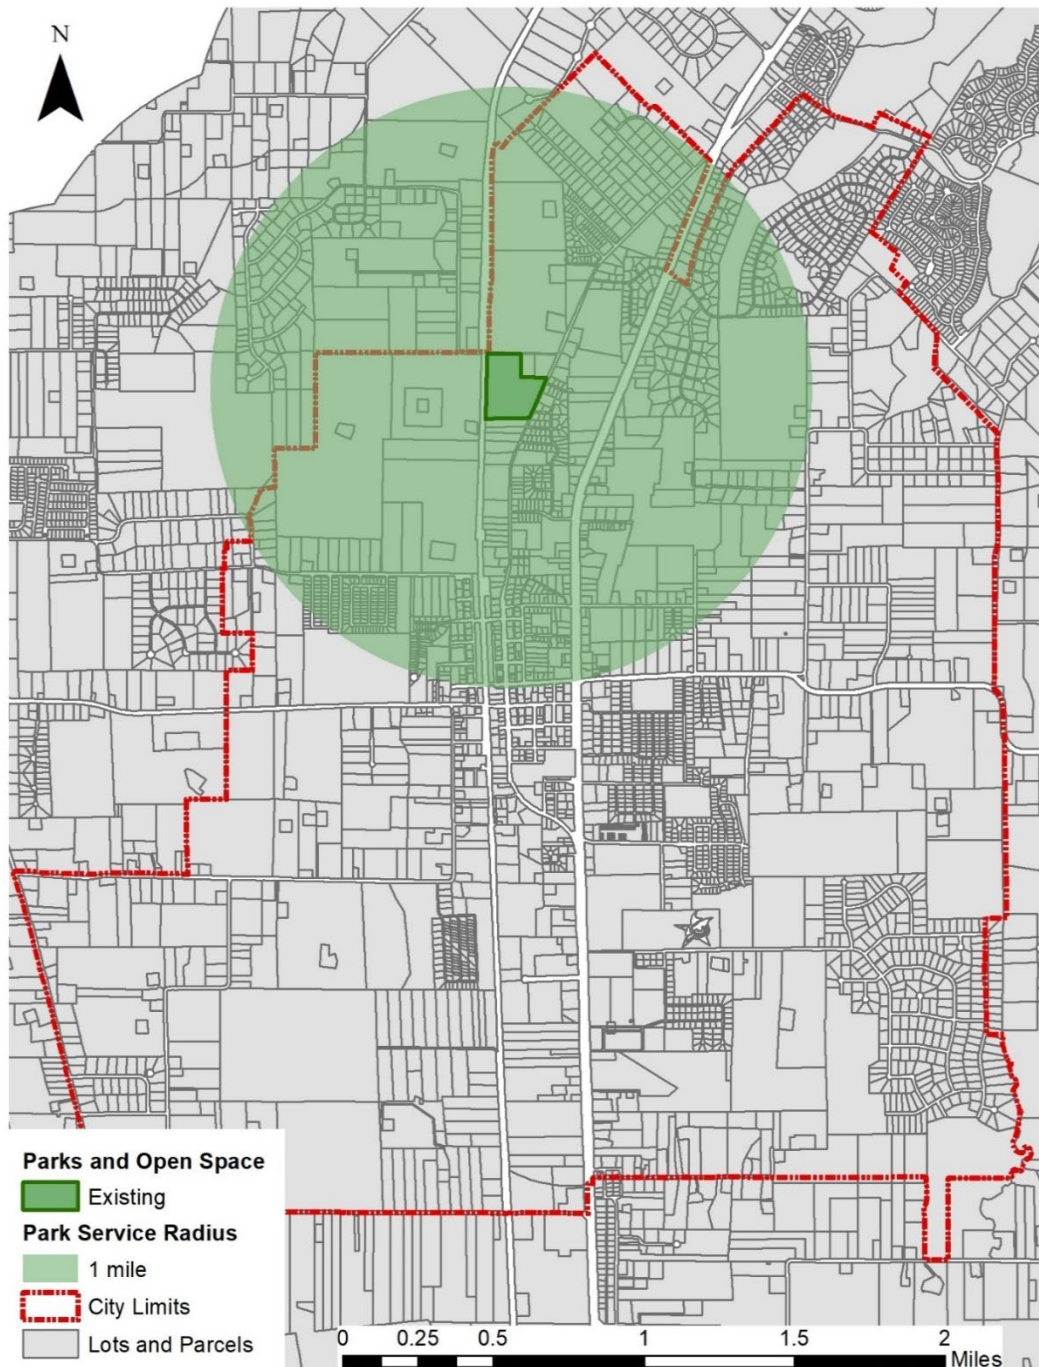 N
Parks and Open Space
Existing
Park Service Radius
1 mile
City Limits
Lots and Parcels
0 0.25 0.5 1 1.5 2
Miles